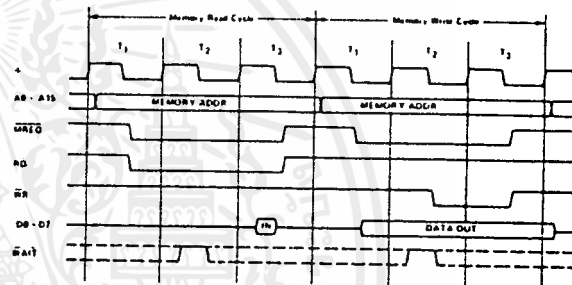 Memory Read Cycle Memory Write Cycle
T1 T2 T3 T1 T2 T3
A0 - A15 MEMORY ADDR MEMORY ADDR
MREQ
RD
WR
D0 - D7 IN DATA OUT
WAIT